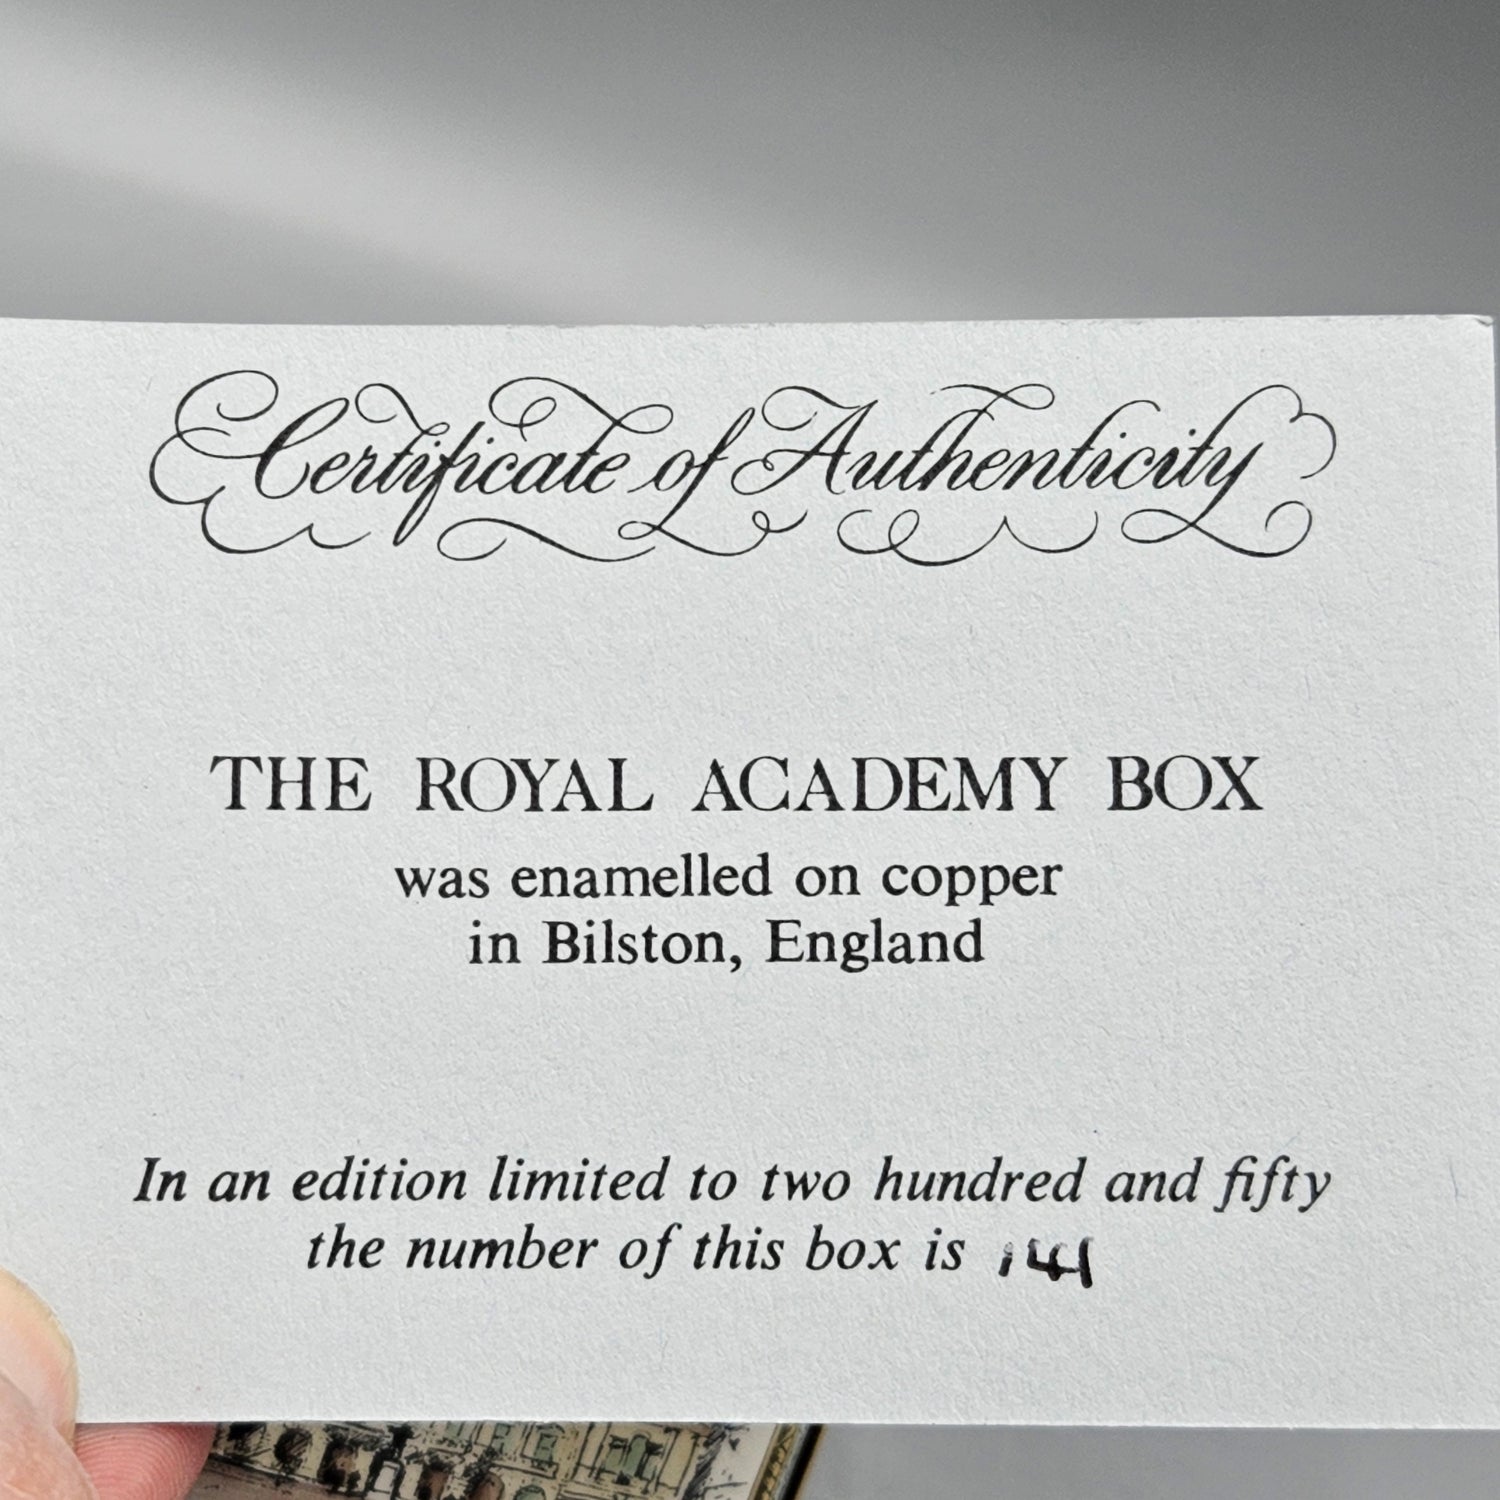 Certificate of Authenticity
THE ROYAL ACADEMY BOX
was enamelled on copper
in Bilston, England
In an edition limited to two hundred and fifty
the number of this box is 141